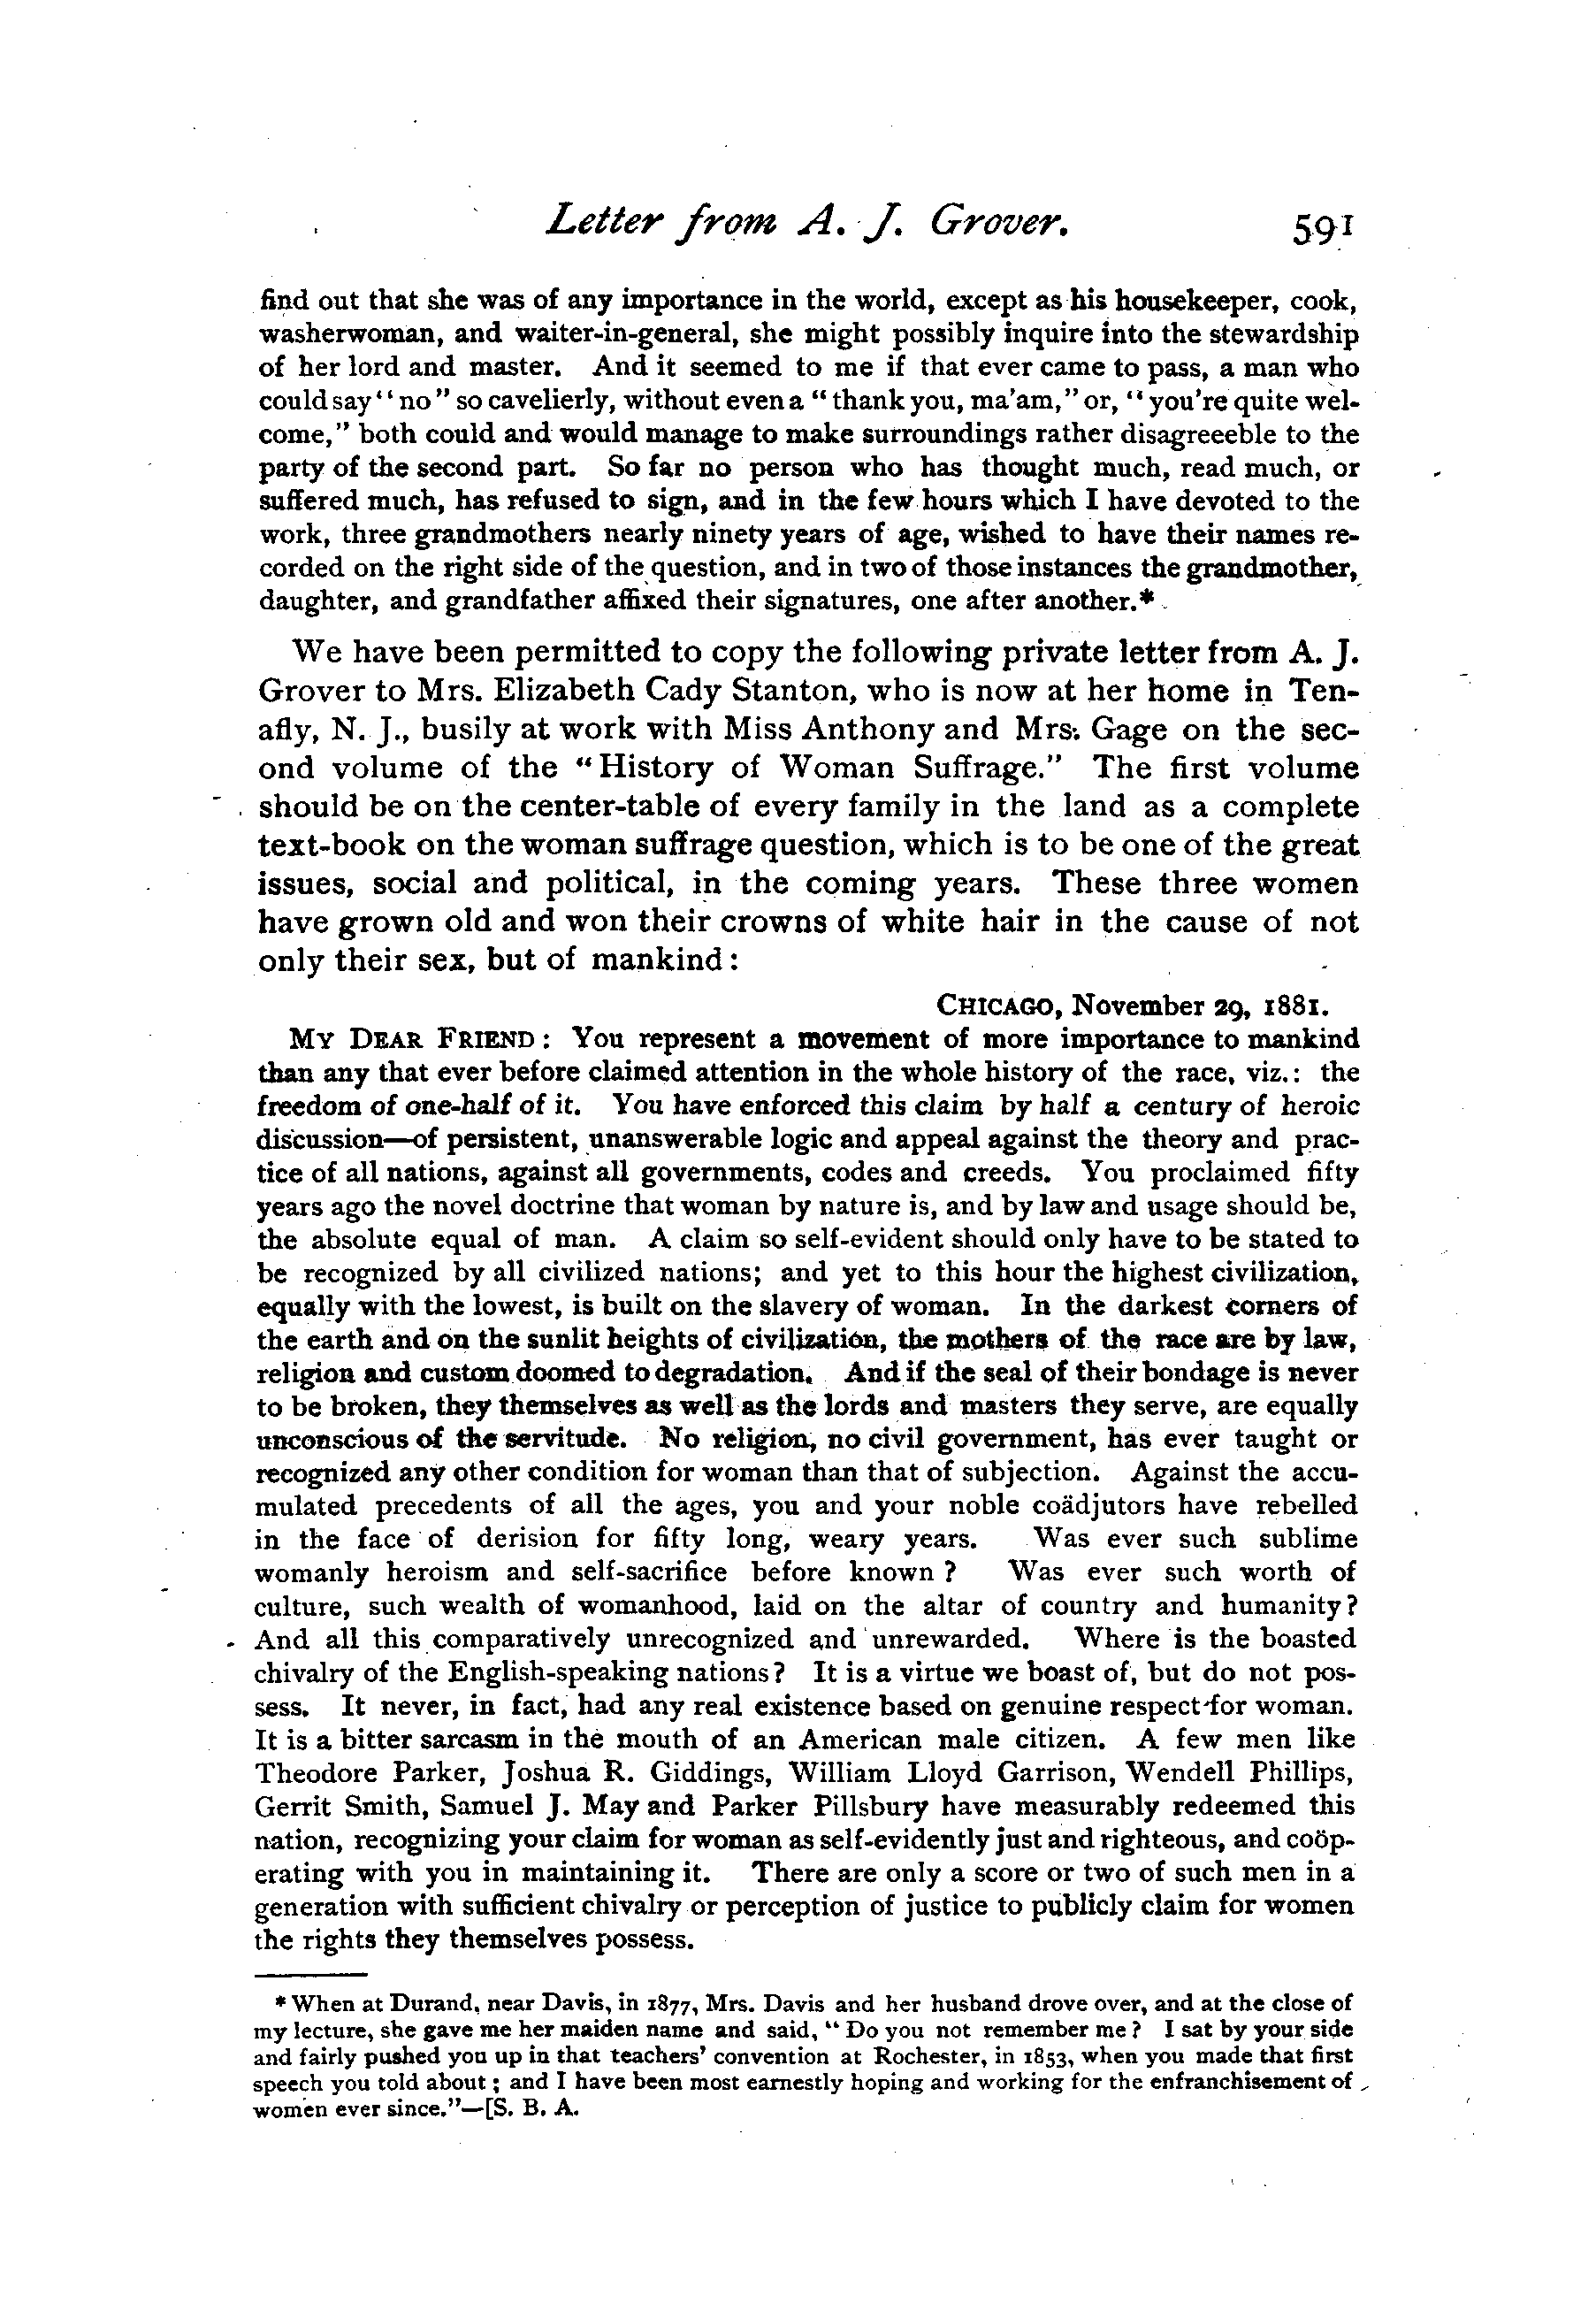 Letter from A. J. Grover. 591
find out that she was of any importance in the world, except as his housekeeper, cook,
washerwoman, and waiter-in-general, she might possibly inquire into the stewardship
of her lord and master. And it seemed to me if that ever came to pass, a man who
could say "no" so cavelierly, without even a "thank you, ma'am," or, "you're quite wel-
come," both could and would manage to make surroundings rather disagreeeble to the
party of the second part. So far no person who has thought much, read much, or
suffered much, has refused to sign, and in the few hours which I have devoted to the
work, three grandmothers nearly ninety years of age, wished to have their names re-
corded on the right side of the question, and in two of those instances the grandmother,
daughter, and grandfather affixed their signatures, one after another.*
We have been permitted to copy the following private letter from A. J.
Grover to Mrs. Elizabeth Cady Stanton, who is now at her home in Ten-
afly, N. J., busily at work with Miss Anthony and Mrs. Gage on the sec-
ond volume of the "History of Woman Suffrage." The first volume
should be on the center-table of every family in the land as a complete
text-book on the woman suffrage question, which is to be one of the great
issues, social and political, in the coming years. These three women
have grown old and won their crowns of white hair in the cause of not
only their sex, but of mankind:
CHICAGO, November 29, 1881.
MY DEAR FRIEND: You represent a movement of more importance to mankind
than any that ever before claimed attention in the whole history of the race, viz.: the
freedom of one-half of it. You have enforced this claim by half a century of heroic
discussion—of persistent, unanswerable logic and appeal against the theory and prac-
tice of all nations, against all governments, codes and creeds. You proclaimed fifty
years ago the novel doctrine that woman by nature is, and by law and usage should be,
the absolute equal of man. A claim so self-evident should only have to be stated to
be recognized by all civilized nations; and yet to this hour the highest civilization,
equally with the lowest, is built on the slavery of woman. In the darkest corners of
the earth and on the sunlit heights of civilization, the mothers of the race are by law,
religion and custom doomed to degradation. And if the seal of their bondage is never
to be broken, they themselves as well as the lords and masters they serve, are equally
unconscious of the servitude. No religion, no civil government, has ever taught or
recognized any other condition for woman than that of subjection. Against the accu-
mulated precedents of all the ages, you and your noble coädjutors have rebelled
in the face of derision for fifty long, weary years. Was ever such sublime
womanly heroism and self-sacrifice before known? Was ever such worth of
culture, such wealth of womanhood, laid on the altar of country and humanity?
And all this comparatively unrecognized and unrewarded. Where is the boasted
chivalry of the English-speaking nations? It is a virtue we boast of, but do not pos-
sess. It never, in fact, had any real existence based on genuine respect for woman.
It is a bitter sarcasm in the mouth of an American male citizen. A few men like
Theodore Parker, Joshua R. Giddings, William Lloyd Garrison, Wendell Phillips,
Gerrit Smith, Samuel J. May and Parker Pillsbury have measurably redeemed this
nation, recognizing your claim for woman as self-evidently just and righteous, and coöp-
erating with you in maintaining it. There are only a score or two of such men in a
generation with sufficient chivalry or perception of justice to publicly claim for women
the rights they themselves possess.
*When at Durand, near Davis, in 1877, Mrs. Davis and her husband drove over, and at the close of
my lecture, she gave me her maiden name and said, "Do you not remember me? I sat by your side
and fairly pushed you up in that teachers' convention at Rochester, in 1853, when you made that first
speech you told about; and I have been most earnestly hoping and working for the enfranchisement of
women ever since."—[S. B. A.